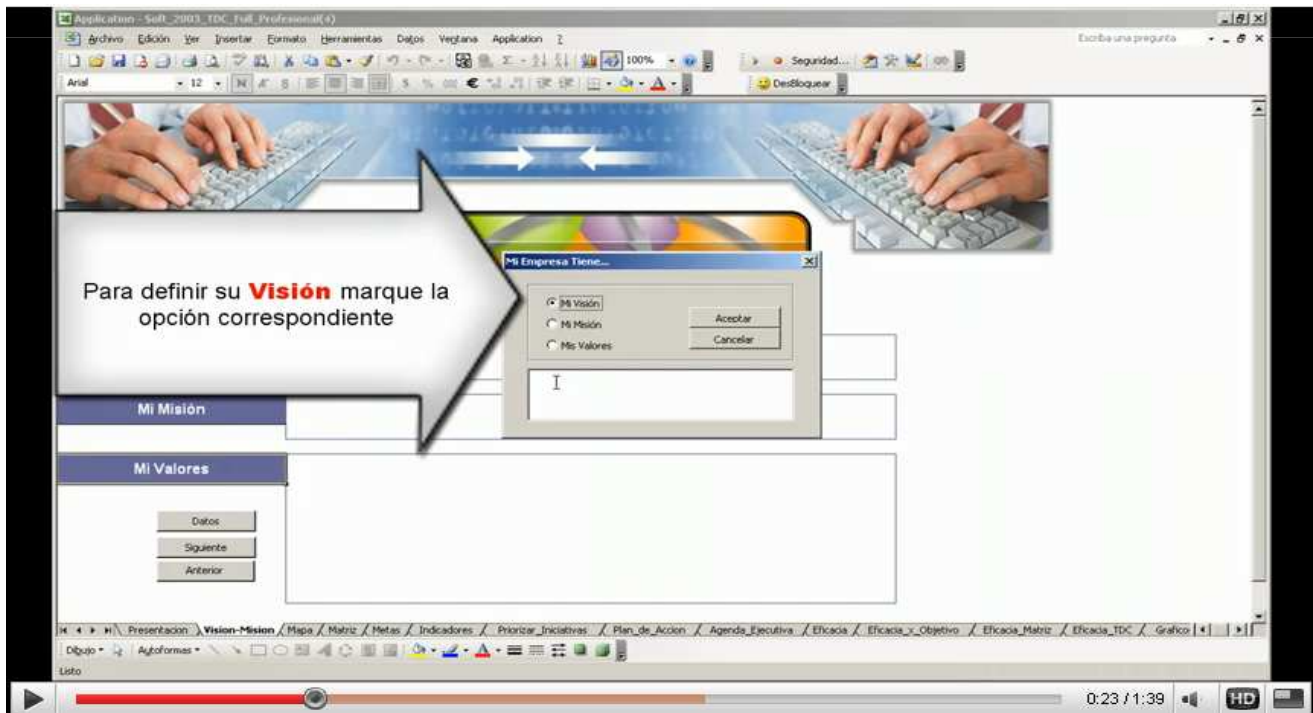 Application - Soft_2003_TDC_Full_Profesional(4)
Archivo Edición Ver Insertar Formato Herramientas Datos Ventana Application ?
Escriba una pregunta
100%
Seguridad...
Arial
12
N K S
DesBloquear
Para definir su Visión marque la
opción correspondiente
Mi Empresa Tiene...
Mi Visión
Mi Misión
Mis Valores
Aceptar
Cancelar
Mi Misión
Mi Valores
Datos
Siguiente
Anterior
Presentacion Vision-Mision Mapa Matriz Metas Indicadores Priorizar_Iniciativas Plan_de_Accion Agenda_Ejecutiva Eficacia Eficacia_x_Objetivo Eficacia_Matriz Eficacia_TDC Grafico
Dibujo Autoformas
Listo
0:23 / 1:39
HD